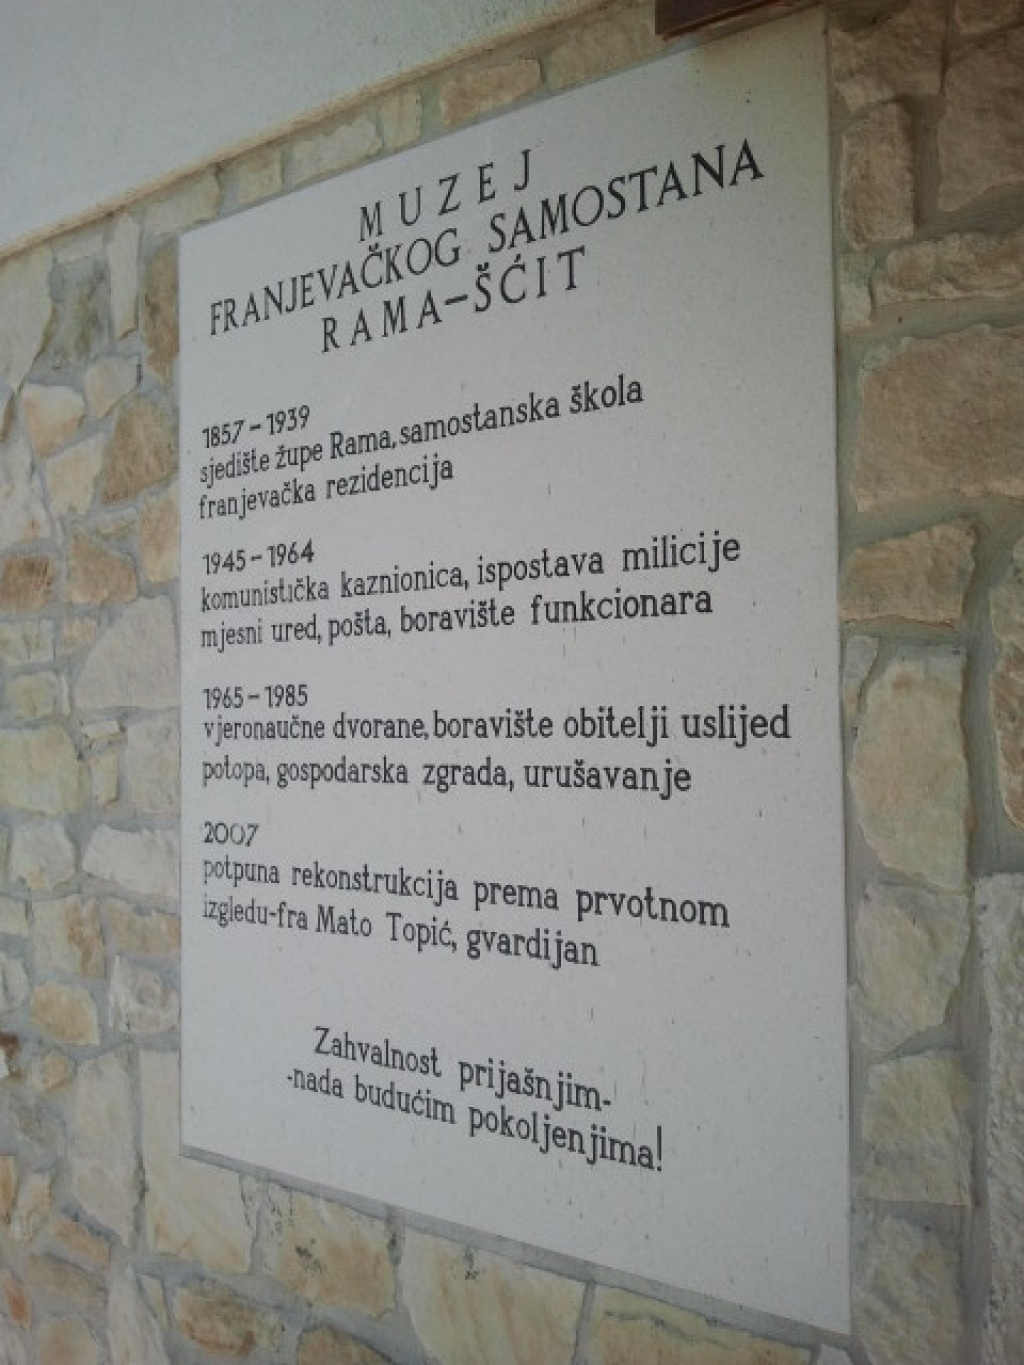 MUZEJ
FRANJEVAČKOG SAMOSTANA
RAMA-ŠĆIT
1857-1939
sjedište župe Rama, samostanska škola
franjevačka rezidencija
1945-1964
komunistička kaznionica, ispostava milicije
mjesni ured, pošta, boravište funkcionara
1965-1985
vjeronaučne dvorane, boravište obitelji uslijed
potopa, gospodarska zgrada, urušavanje
2007
potpuna rekonstrukcija prema prvotnom
izgledu-fra Mato Topić, gvardijan
Zahvalnost prijašnjim-
-nada budućim pokoljenjima!